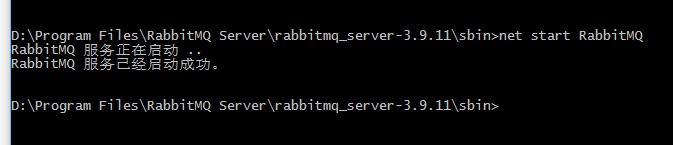 D:\Program Files\RabbitMQ Server\rabbitmq_server-3.9.11\sbin>net start RabbitMQ
RabbitMQ 服务正在启动 ..
RabbitMQ 服务已经启动成功。
D:\Program Files\RabbitMQ Server\rabbitmq_server-3.9.11\sbin>